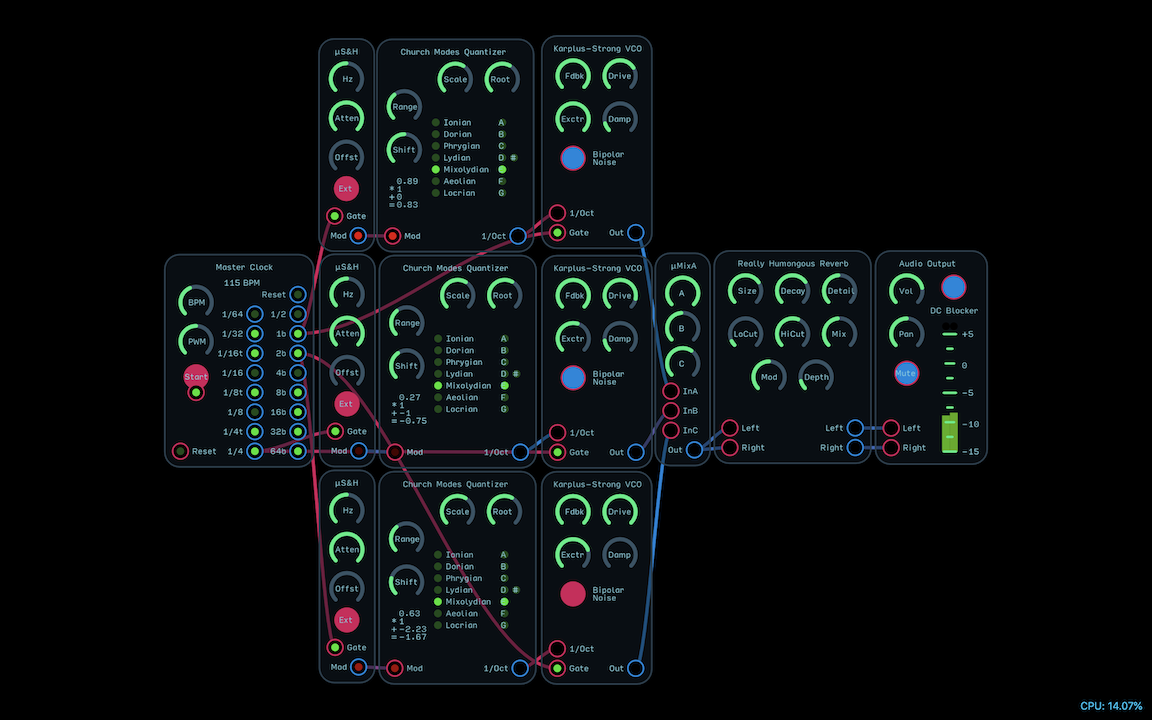 µS&H
Hz
Atten
Offst
Ext
Gate
Mod
Church Modes Quantizer
Scale
Root
Range
Shift
Ionian A
Dorian B
Phrygian C
Lydian D #
Mixolydian
Aeolian F
Locrian G
0.89
* 1
+ 0
= 0.83
Mod
1/Oct
Karplus-Strong VCO
Fdbk
Drive
Exctr
Damp
Bipolar
Noise
1/Oct
Gate
Out
Master Clock
115 BPM
BPM
PWM
Start
Reset
Reset
1/64 1/2
1/32 1b
1/16t 2b
1/16 4b
1/8t 8b
1/8 16b
1/4t 32b
1/4 64b
µS&H
Hz
Atten
Offst
Ext
Gate
Mod
Church Modes Quantizer
Scale
Root
Range
Shift
Ionian A
Dorian B
Phrygian C
Lydian D #
Mixolydian
Aeolian F
Locrian G
0.27
* 1
+ -1
= -0.75
Mod
1/Oct
Karplus-Strong VCO
Fdbk
Drive
Exctr
Damp
Bipolar
Noise
1/Oct
Gate
Out
µMixA
A
B
C
InA
InB
InC
Out
Really Humongous Reverb
Size
Decay
Detail
LoCut
HiCut
Mix
Mod
Depth
Left
Right
Left
Right
Audio Output
Vol
DC Blocker
Pan
Mute
+5
0
-5
-10
-15
Left
Right
µS&H
Hz
Atten
Offst
Ext
Gate
Mod
Church Modes Quantizer
Scale
Root
Range
Shift
Ionian A
Dorian B
Phrygian C
Lydian D #
Mixolydian
Aeolian F
Locrian G
0.63
* 1
+ -2.23
= -1.67
Mod
1/Oct
Karplus-Strong VCO
Fdbk
Drive
Exctr
Damp
Bipolar
Noise
1/Oct
Gate
Out
CPU: 14.07%